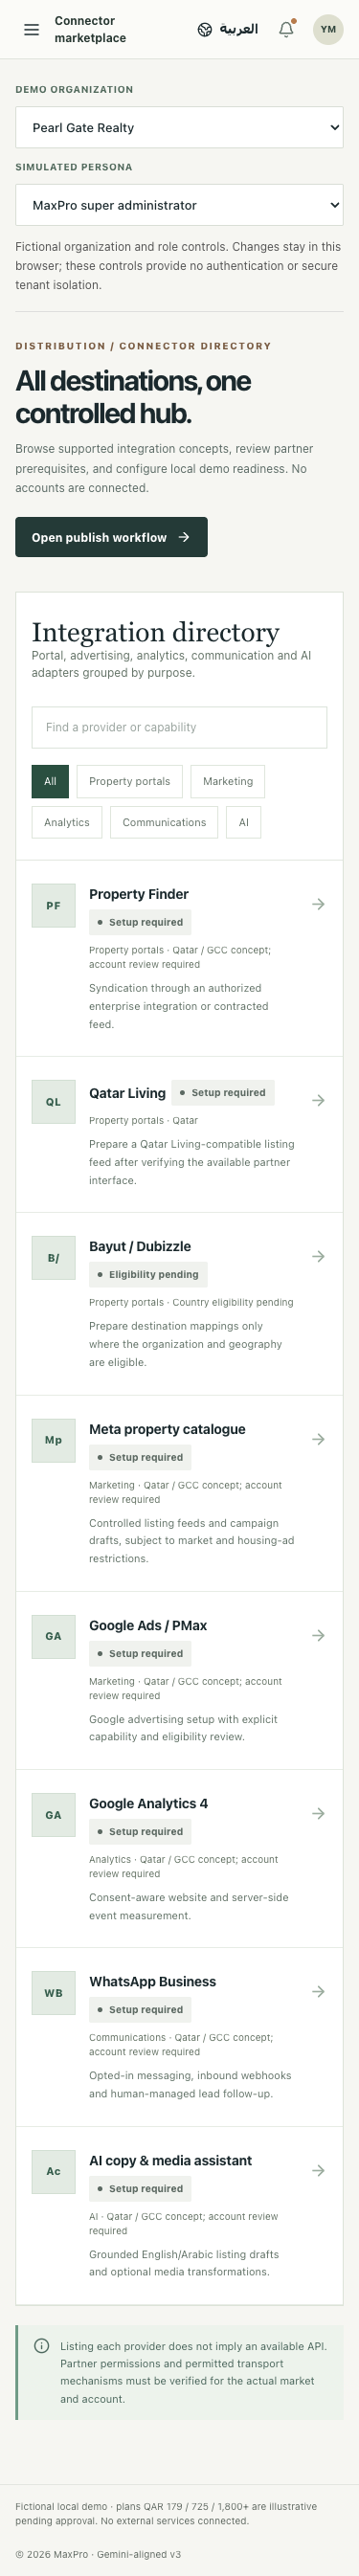 Connector
marketplace
العربية
YM
DEMO ORGANIZATION
Pearl Gate Realty
SIMULATED PERSONA
MaxPro super administrator
Fictional organization and role controls. Changes stay in this
browser; these controls provide no authentication or secure
tenant isolation.
DISTRIBUTION / CONNECTOR DIRECTORY
All destinations, one
controlled hub.
Browse supported integration concepts, review partner
prerequisites, and configure local demo readiness. No
accounts are connected.
Open publish workflow
Integration directory
Portal, advertising, analytics, communication and AI
adapters grouped by purpose.
Find a provider or capability
All
Property portals
Marketing
Analytics
Communications
AI
PF
Property Finder
Setup required
Property portals · Qatar / GCC concept;
account review required
Syndication through an authorized
enterprise integration or contracted
feed.
QL
Qatar Living
Setup required
Property portals · Qatar
Prepare a Qatar Living-compatible listing
feed after verifying the available partner
interface.
B/
Bayut / Dubizzle
Eligibility pending
Property portals · Country eligibility pending
Prepare destination mappings only
where the organization and geography
are eligible.
Mp
Meta property catalogue
Setup required
Marketing · Qatar / GCC concept; account
review required
Controlled listing feeds and campaign
drafts, subject to market and housing-ad
restrictions.
GA
Google Ads / PMax
Setup required
Marketing · Qatar / GCC concept; account
review required
Google advertising setup with explicit
capability and eligibility review.
GA
Google Analytics 4
Setup required
Analytics · Qatar / GCC concept; account
review required
Consent-aware website and server-side
event measurement.
WB
WhatsApp Business
Setup required
Communications · Qatar / GCC concept;
account review required
Opted-in messaging, inbound webhooks
and human-managed lead follow-up.
Ac
AI copy & media assistant
Setup required
AI · Qatar / GCC concept; account review
required
Grounded English/Arabic listing drafts
and optional media transformations.
Listing each provider does not imply an available API.
Partner permissions and permitted transport
mechanisms must be verified for the actual market
and account.
Fictional local demo · plans QAR 179 / 725 / 1,800+ are illustrative
pending approval. No external services connected.
© 2026 MaxPro · Gemini-aligned v3